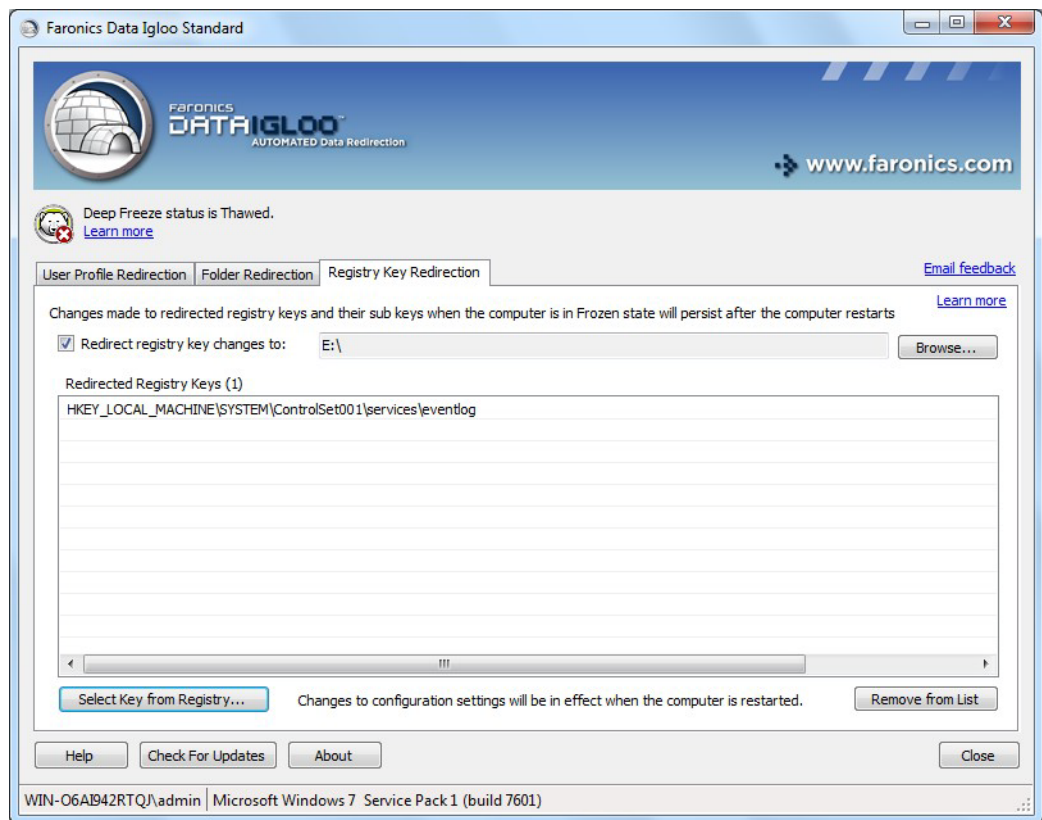 Faronics Data Igloo Standard
Faronics
DATAIGLOO™
AUTOMATED Data Redirection
www.faronics.com
Deep Freeze status is Thawed.
Learn more
User Profile Redirection Folder Redirection Registry Key Redirection
Email feedback
Learn more
Changes made to redirected registry keys and their sub keys when the computer is in Frozen state will persist after the computer restarts
Redirect registry key changes to: E:\ Browse...
Redirected Registry Keys (1)
HKEY_LOCAL_MACHINE\SYSTEM\ControlSet001\services\eventlog
Select Key from Registry... Changes to configuration settings will be in effect when the computer is restarted. Remove from List
Help Check For Updates About Close
WIN-O6AI942RTQJ\admin Microsoft Windows 7 Service Pack 1 (build 7601)